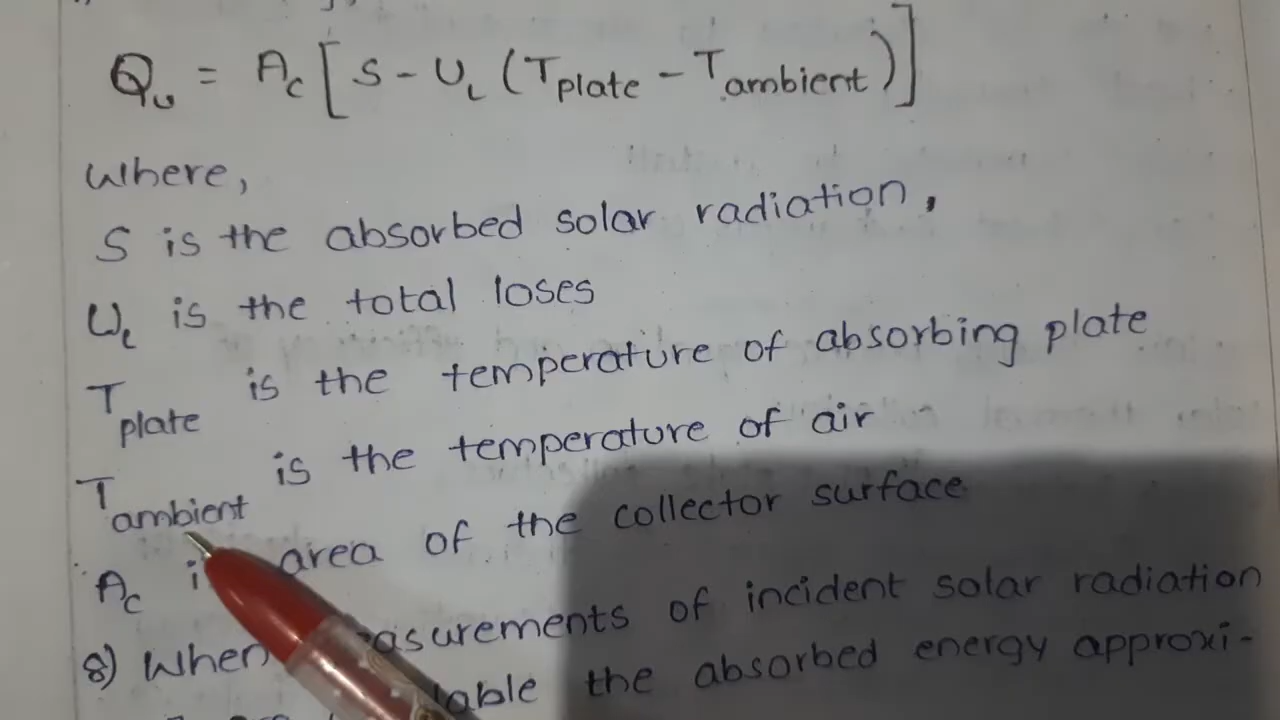 Qu = Ac [S - UL (Tplate - Tambient)]
where,
S is the absorbed solar radiation,
UL is the total loses
Tplate is the temperature of absorbing plate
Tambient is the temperature of air
Ac area of the collector surface
8) When of incident solar radiation
the absorbed energy approxi-